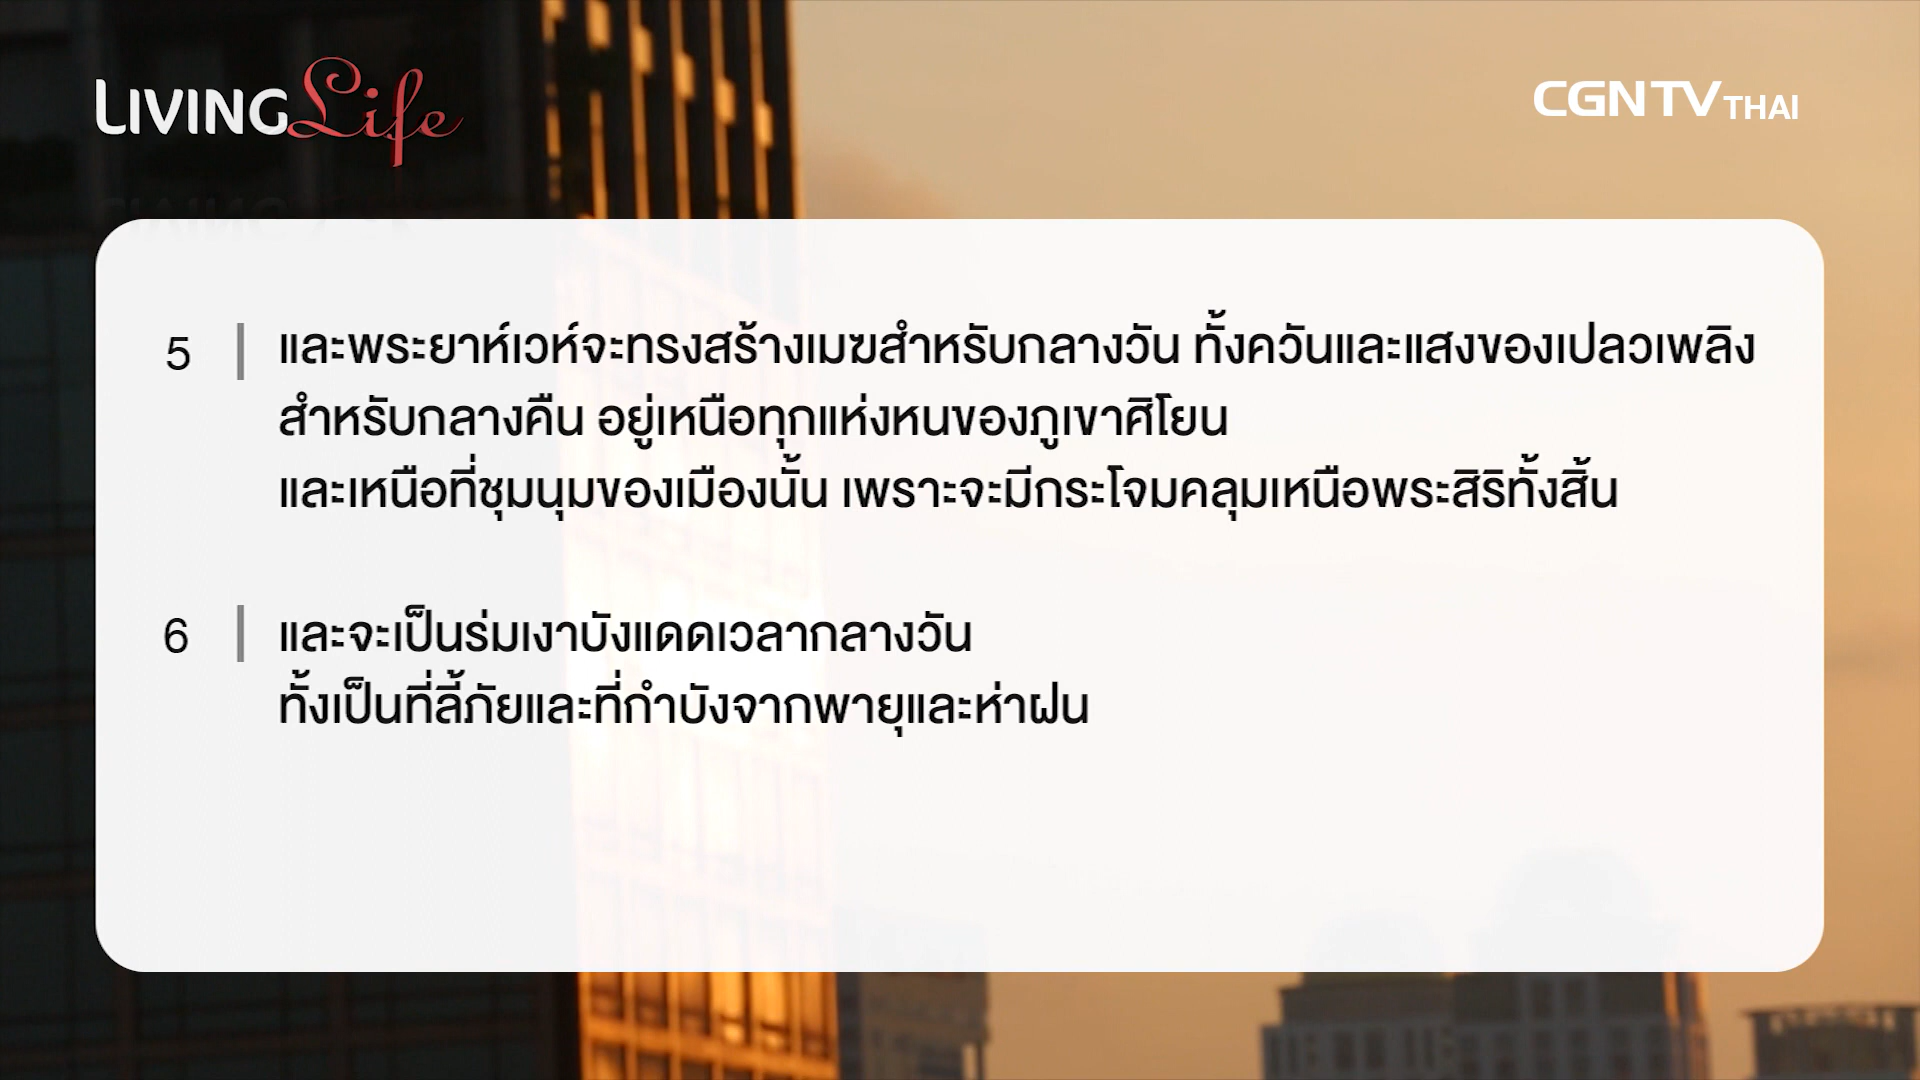 LIVING Life
CGNTV THAI
5 และพระยาห์เวห์จะทรงสร้างเมฆสำหรับกลางวัน ทั้งควันและแสงของเปลวเพลิง
สำหรับกลางคืน อยู่เหนือทุกแห่งหนของภูเขาศิโยน
และเหนือที่ชุมนุมของเมืองนั้น เพราะจะมีกระโจมคลุมเหนือพระสิริทั้งสิ้น
6 และจะเป็นร่มเงาบังแดดเวลากลางวัน
ทั้งเป็นที่ลี้ภัยและที่กำบังจากพายุและห่าฝน